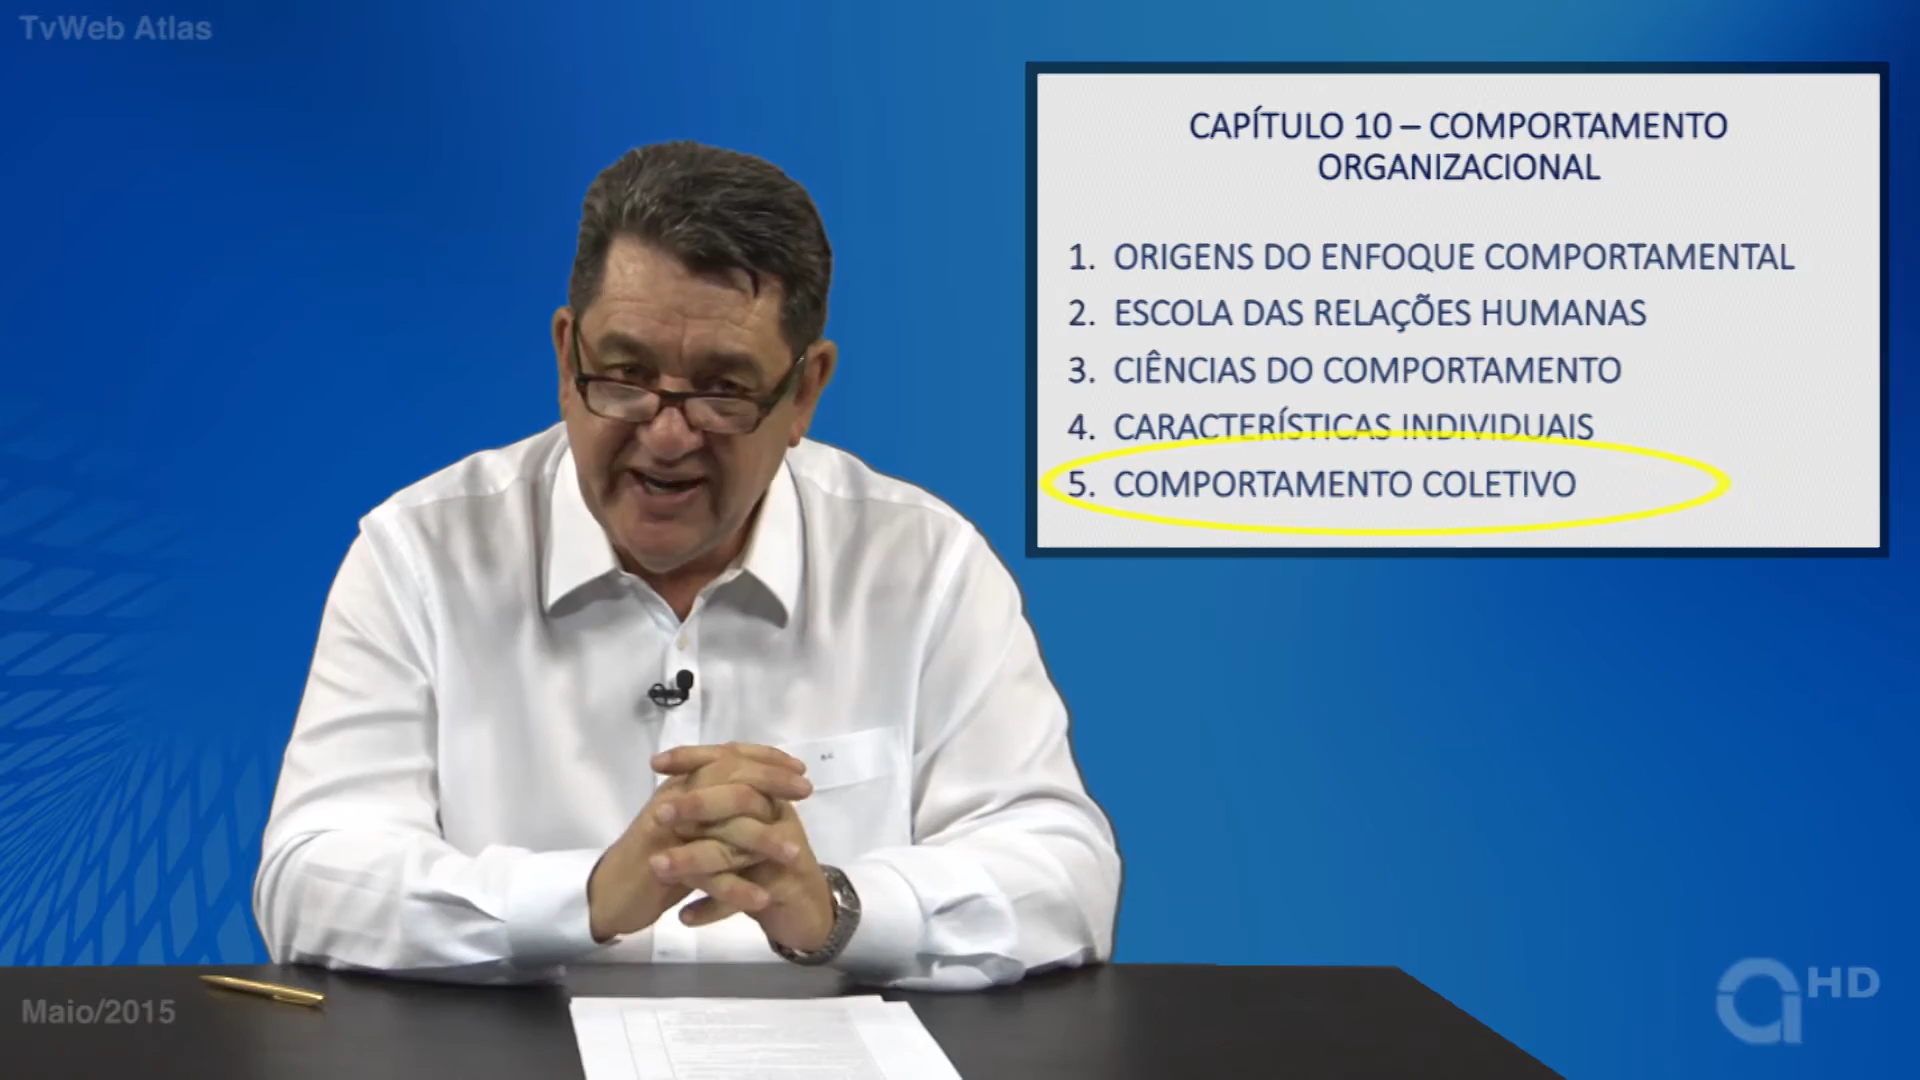 TvWeb Atlas
CAPÍTULO 10 – COMPORTAMENTO
ORGANIZACIONAL
1. ORIGENS DO ENFOQUE COMPORTAMENTAL
2. ESCOLA DAS RELAÇÕES HUMANAS
3. CIÊNCIAS DO COMPORTAMENTO
4. CARACTERÍSTICAS INDIVIDUAIS
5. COMPORTAMENTO COLETIVO
Maio/2015
a HD